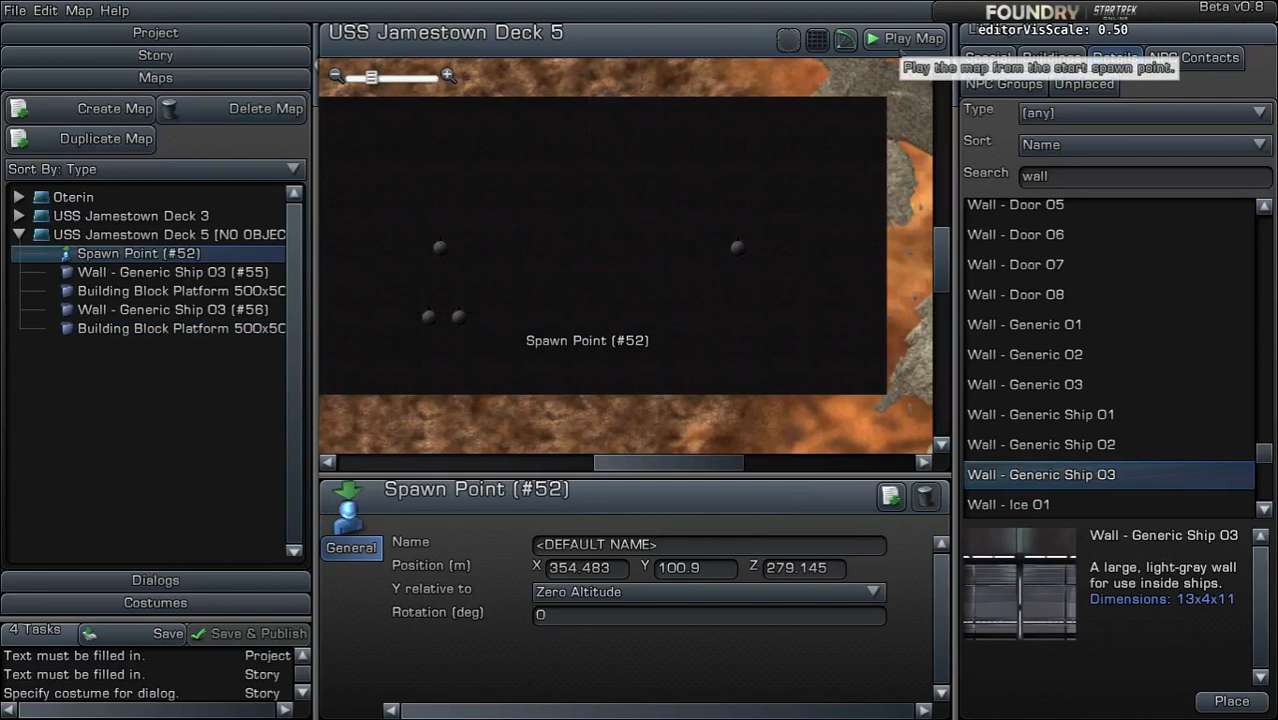 File Edit Map Help
FOUNDRY STAR TREK ONLINE
Beta v0.8
editorVisScale: 0.50
Project
Story
Maps
Create Map
Delete Map
Duplicate Map
Sort By: Type
Oterin
USS Jamestown Deck 3
USS Jamestown Deck 5 [NO OBJEC
Spawn Point (#52)
Wall - Generic Ship 03 (#55)
Building Block Platform 500x50
Wall - Generic Ship 03 (#56)
Building Block Platform 500x50
Dialogs
Costumes
4 Tasks
Save
Save & Publish
Text must be filled in. Project
Text must be filled in. Story
Specify costume for dialog. Story
USS Jamestown Deck 5
Play Map
Play the map from the start spawn point.
Spawn Point (#52)
Spawn Point (#52)
General
Name <DEFAULT NAME>
Position (m) X 354.483 Y 100.9 Z 279.145
Y relative to Zero Altitude
Rotation (deg) 0
Special Buildings Details NPC Contacts
NPC Groups Unplaced
Type (any)
Sort Name
Search wall
Wall - Door 05
Wall - Door 06
Wall - Door 07
Wall - Door 08
Wall - Generic 01
Wall - Generic 02
Wall - Generic 03
Wall - Generic Ship 01
Wall - Generic Ship 02
Wall - Generic Ship 03
Wall - Ice 01
Wall - Generic Ship 03
A large, light-gray wall
for use inside ships.
Dimensions: 13x4x11
Place